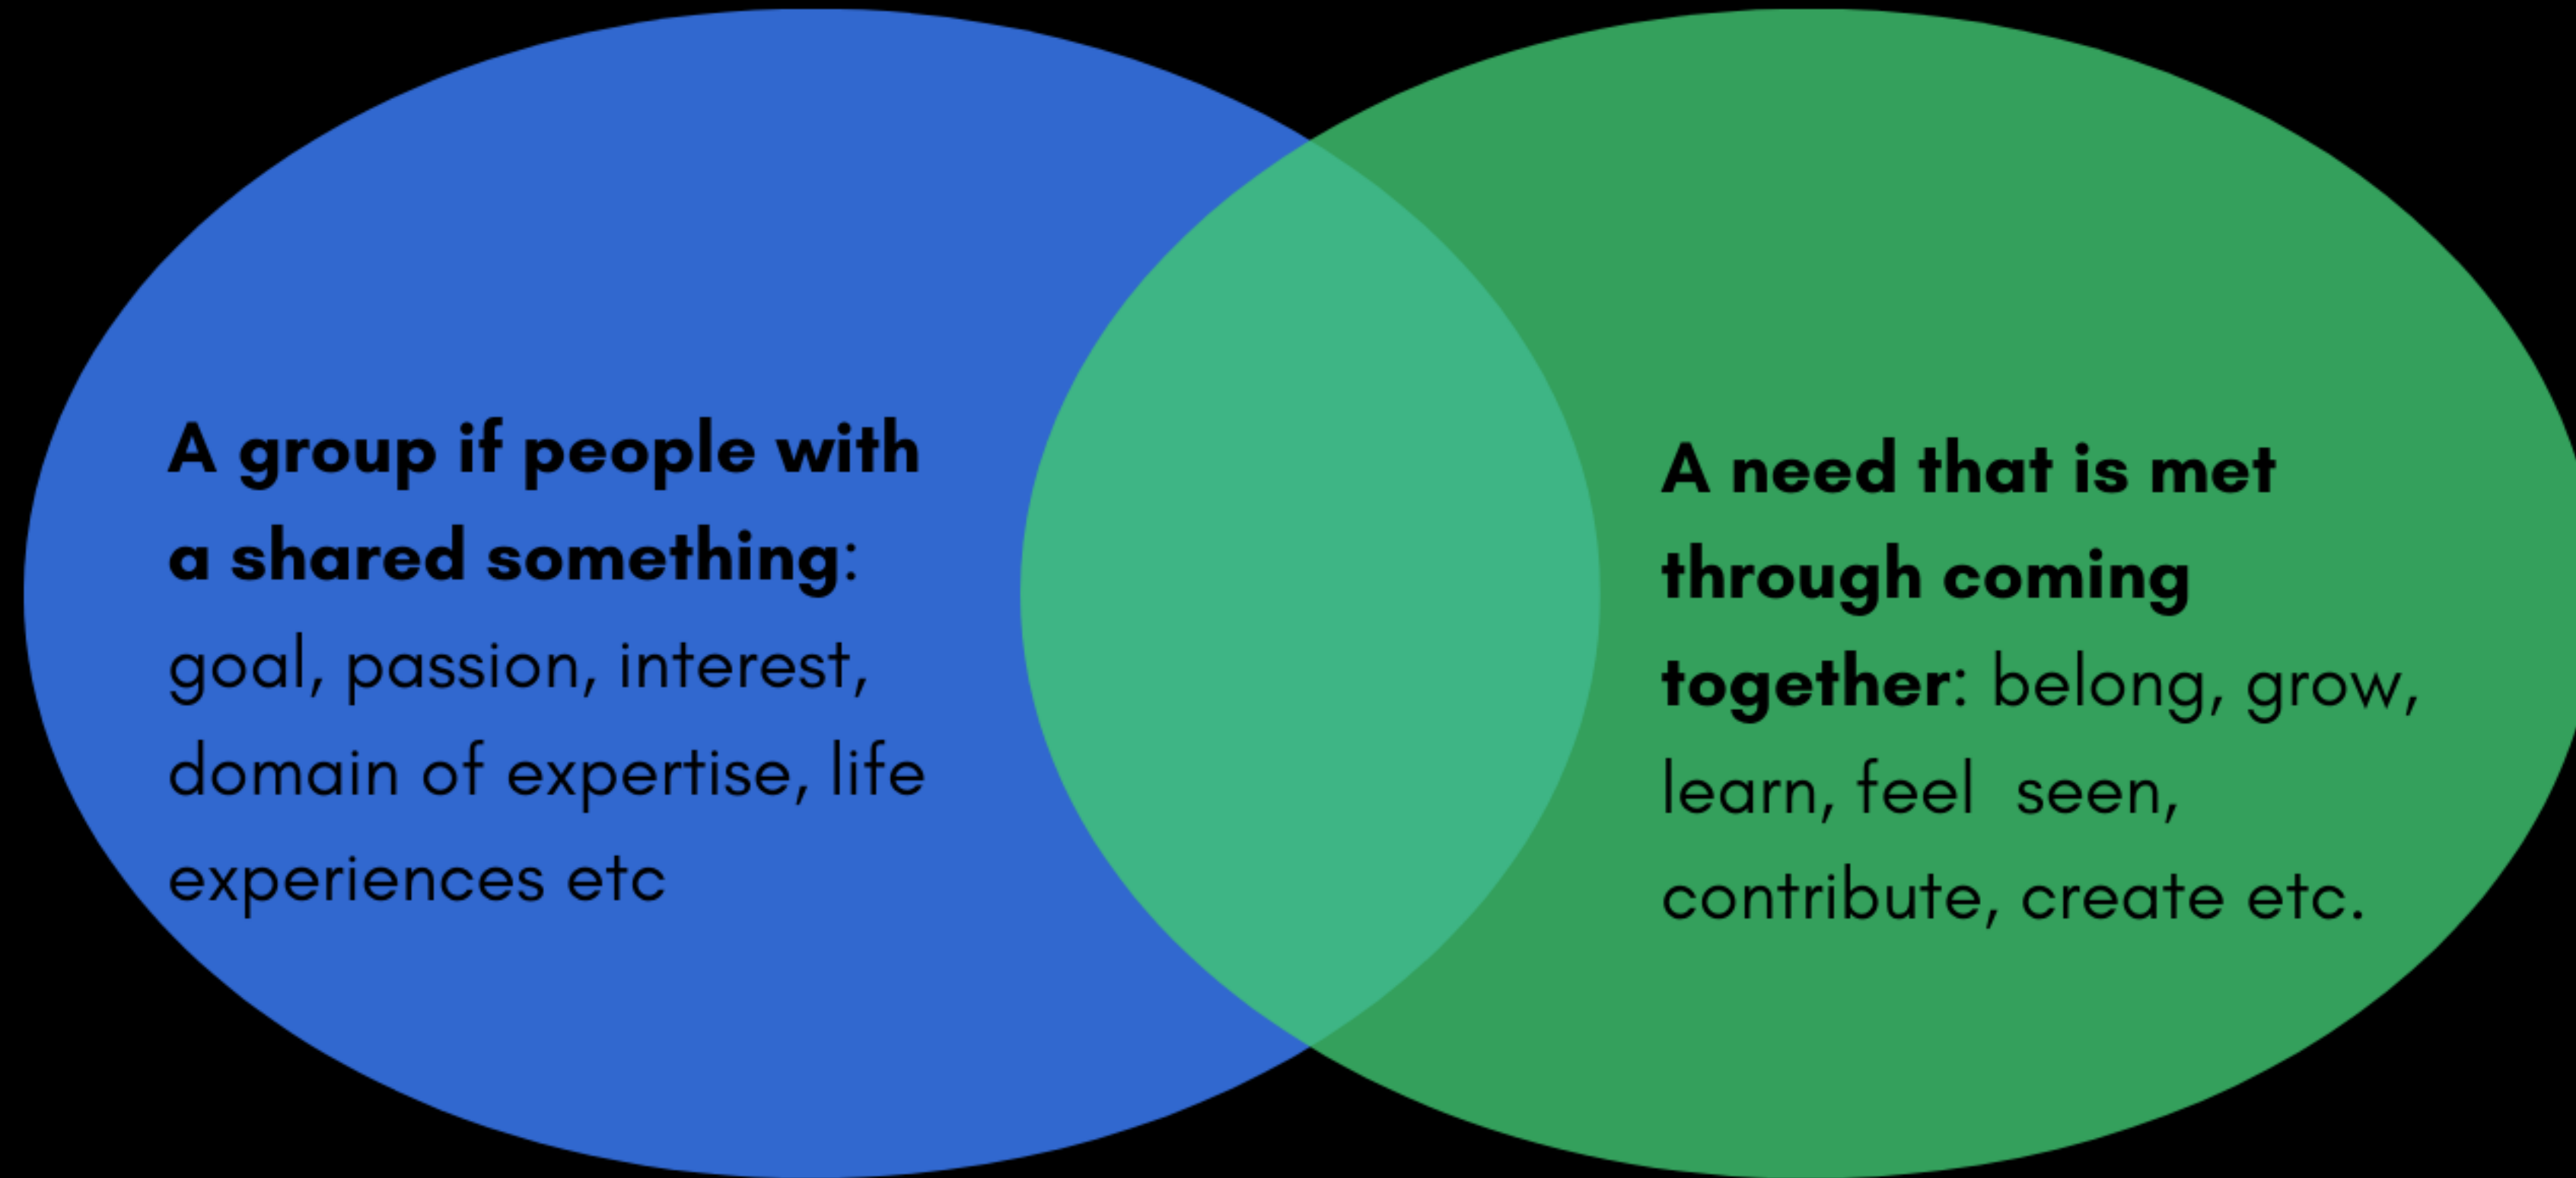 A group if people with
a shared something:
goal, passion, interest,
domain of expertise, life
experiences etc
A need that is met
through coming
together: belong, grow,
learn, feel  seen,
contribute, create etc.